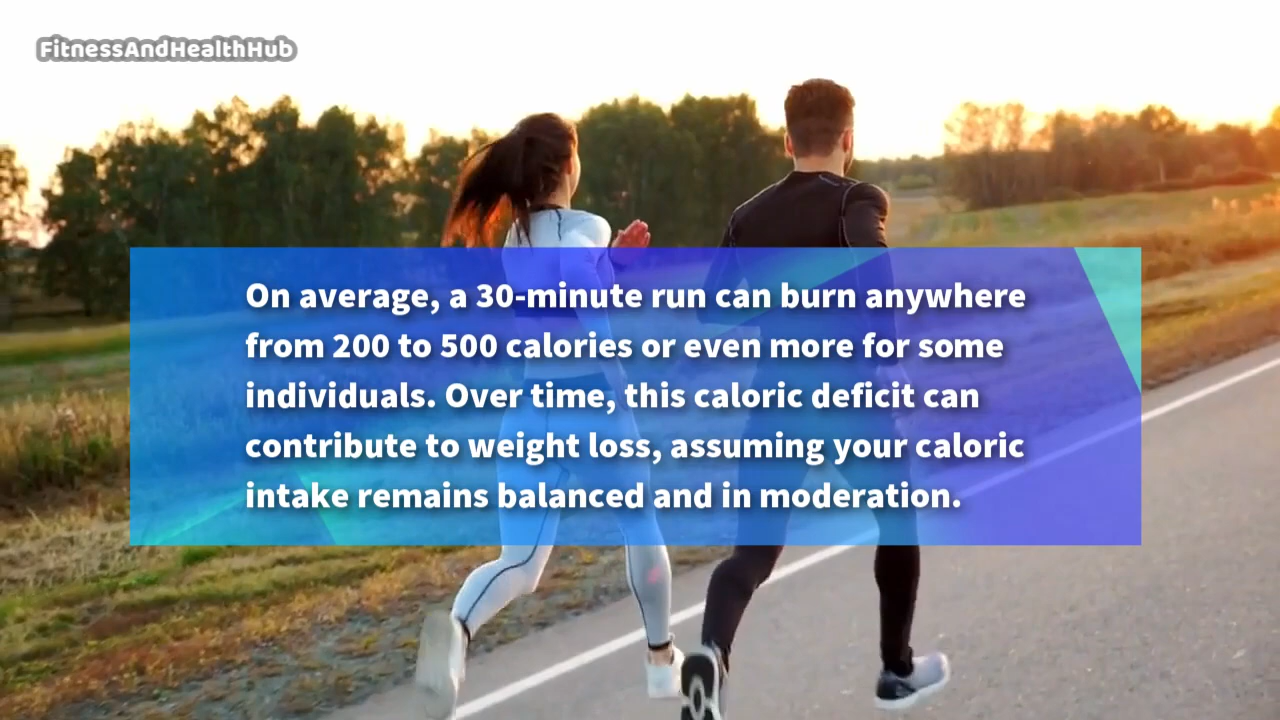 FitnessAndHealthHub
On average, a 30-minute run can burn anywhere
from 200 to 500 calories or even more for some
individuals. Over time, this caloric deficit can
contribute to weight loss, assuming your caloric
intake remains balanced and in moderation.